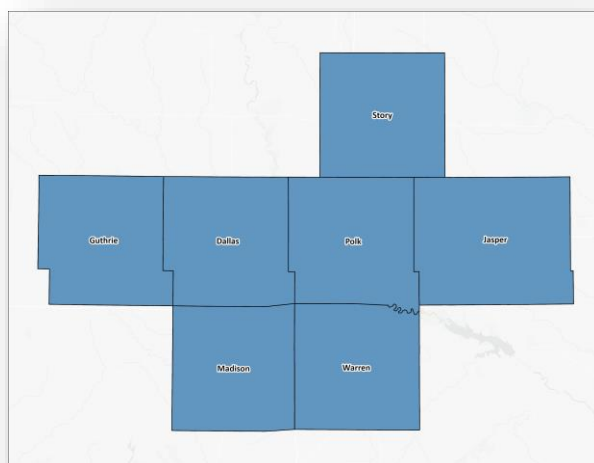 Story
Guthrie
Dallas
Polk
Jasper
Madison
Warren